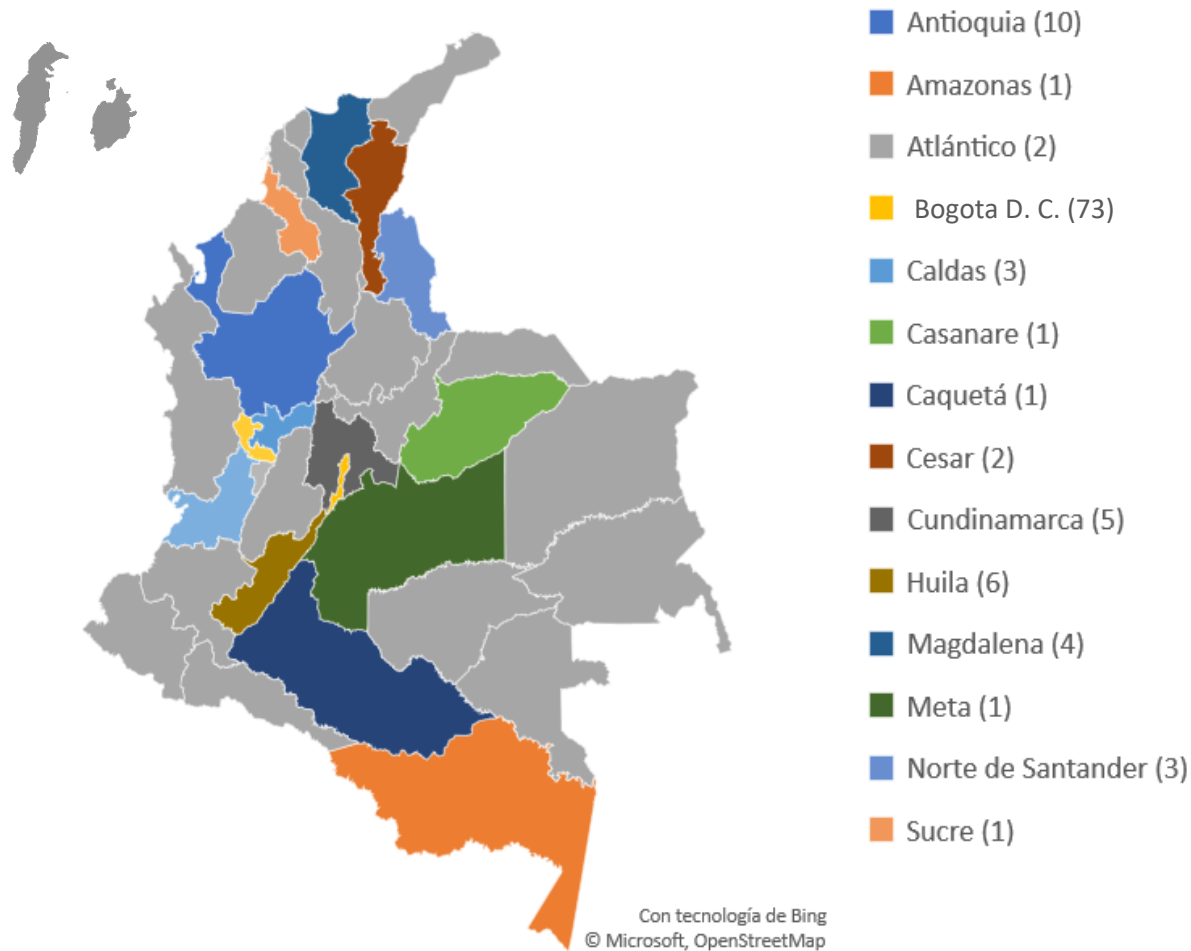 Antioquia (10)
Amazonas (1)
Atlántico (2)
Bogota D. C. (73)
Caldas (3)
Casanare (1)
Caquetá (1)
Cesar (2)
Cundinamarca (5)
Huila (6)
Magdalena (4)
Meta (1)
Norte de Santander (3)
Sucre (1)
Con tecnología de Bing
© Microsoft, OpenStreetMap